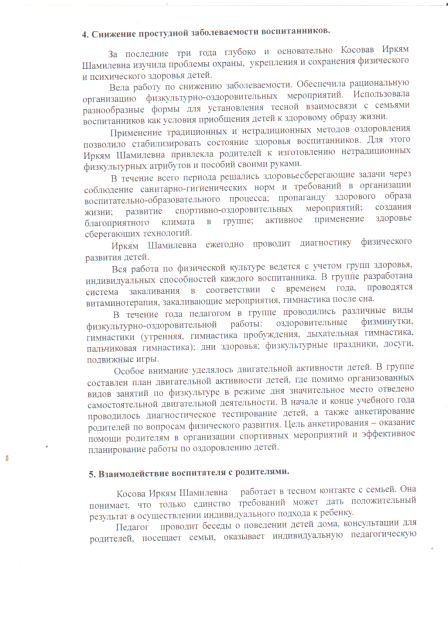 4. Снижение простудной заболеваемости воспитанников.
За последние три года глубоко и основательно Косовав Иркям
Шамилевна изучила проблемы охраны, укрепления и сохранения физического
и психического здоровья детей.
Вела работу по снижению заболеваемости. Обеспечила рациональную
организацию физкультурно-оздоровительных мероприятий. Использовала
разнообразные формы для установления тесной взаимосвязи с семьями
воспитанников как условия приобщения детей к здоровому образу жизни.
Применение традиционных и нетрадиционных методов оздоровления
позволило стабилизировать состояние здоровья воспитанников. Для этого
Иркям Шамилевна привлекла родителей к изготовлению нетрадиционных
физкультурных атрибутов и пособий своими руками.
В течение всего периода решались здоровьесберегающие задачи через
соблюдение санитарно-гигиенических норм и требований в организации
воспитательно-образовательного процесса; пропаганду здорового образа
жизни; развитие спортивно-оздоровительных мероприятий; создания
благоприятного климата в группе; активное применение здоровье
сберегающих технологий.
Иркям Шамилевна ежегодно проводит диагностику физического
развития детей.
Вся работа по физической культуре ведется с учетом групп здоровья,
индивидуальных способностей каждого воспитанника. В группе разработана
система закаливания в соответствии с временем года, проводятся
витаминотерапия, закаливающие мероприятия, гимнастика после сна.
В течение года педагогом в группе проводились различные виды
физкультурно-оздоровительной работы: оздоровительные физминутки,
гимнастики (утренняя, гимнастика пробуждения, дыхательная гимнастика,
пальчиковая гимнастика); дни здоровья; физкультурные праздники, досуги,
подвижные игры.
Особое внимание уделялось двигательной активности детей. В группе
составлен план двигательной активности детей, где помимо организованных
видов занятий по физкультуре в режиме дня значительное место отведено
самостоятельной двигательной деятельности. В начале и конце учебного года
проводилось диагностическое тестирование детей, а также анкетирование
родителей по вопросам физического развития. Цель анкетирования – оказание
помощи родителям в организации спортивных мероприятий и эффективное
планирование работы по оздоровлению детей.
5. Взаимодействие воспитателя с родителями.
Косова Иркям Шамилевна работает в тесном контакте с семьей. Она
понимает, что только единство требований может дать положительный
результат в осуществлении индивидуального подхода к ребенку.
Педагог проводит беседы о поведении детей дома, консультации для
родителей, посещает семьи, оказывает индивидуальную педагогическую